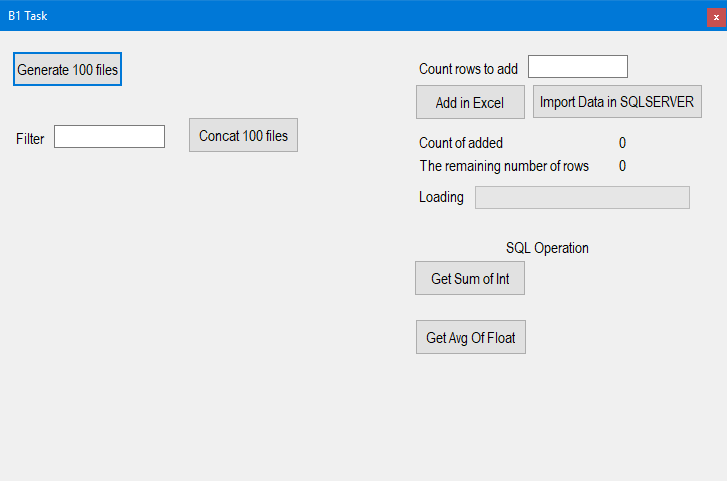 B1 Task
x
Generate 100 files
Filter
Concat 100 files
Count rows to add
Add in Excel
Import Data in SQLSERVER
Count of added 0
The remaining number of rows 0
Loading
SQL Operation
Get Sum of Int
Get Avg Of Float